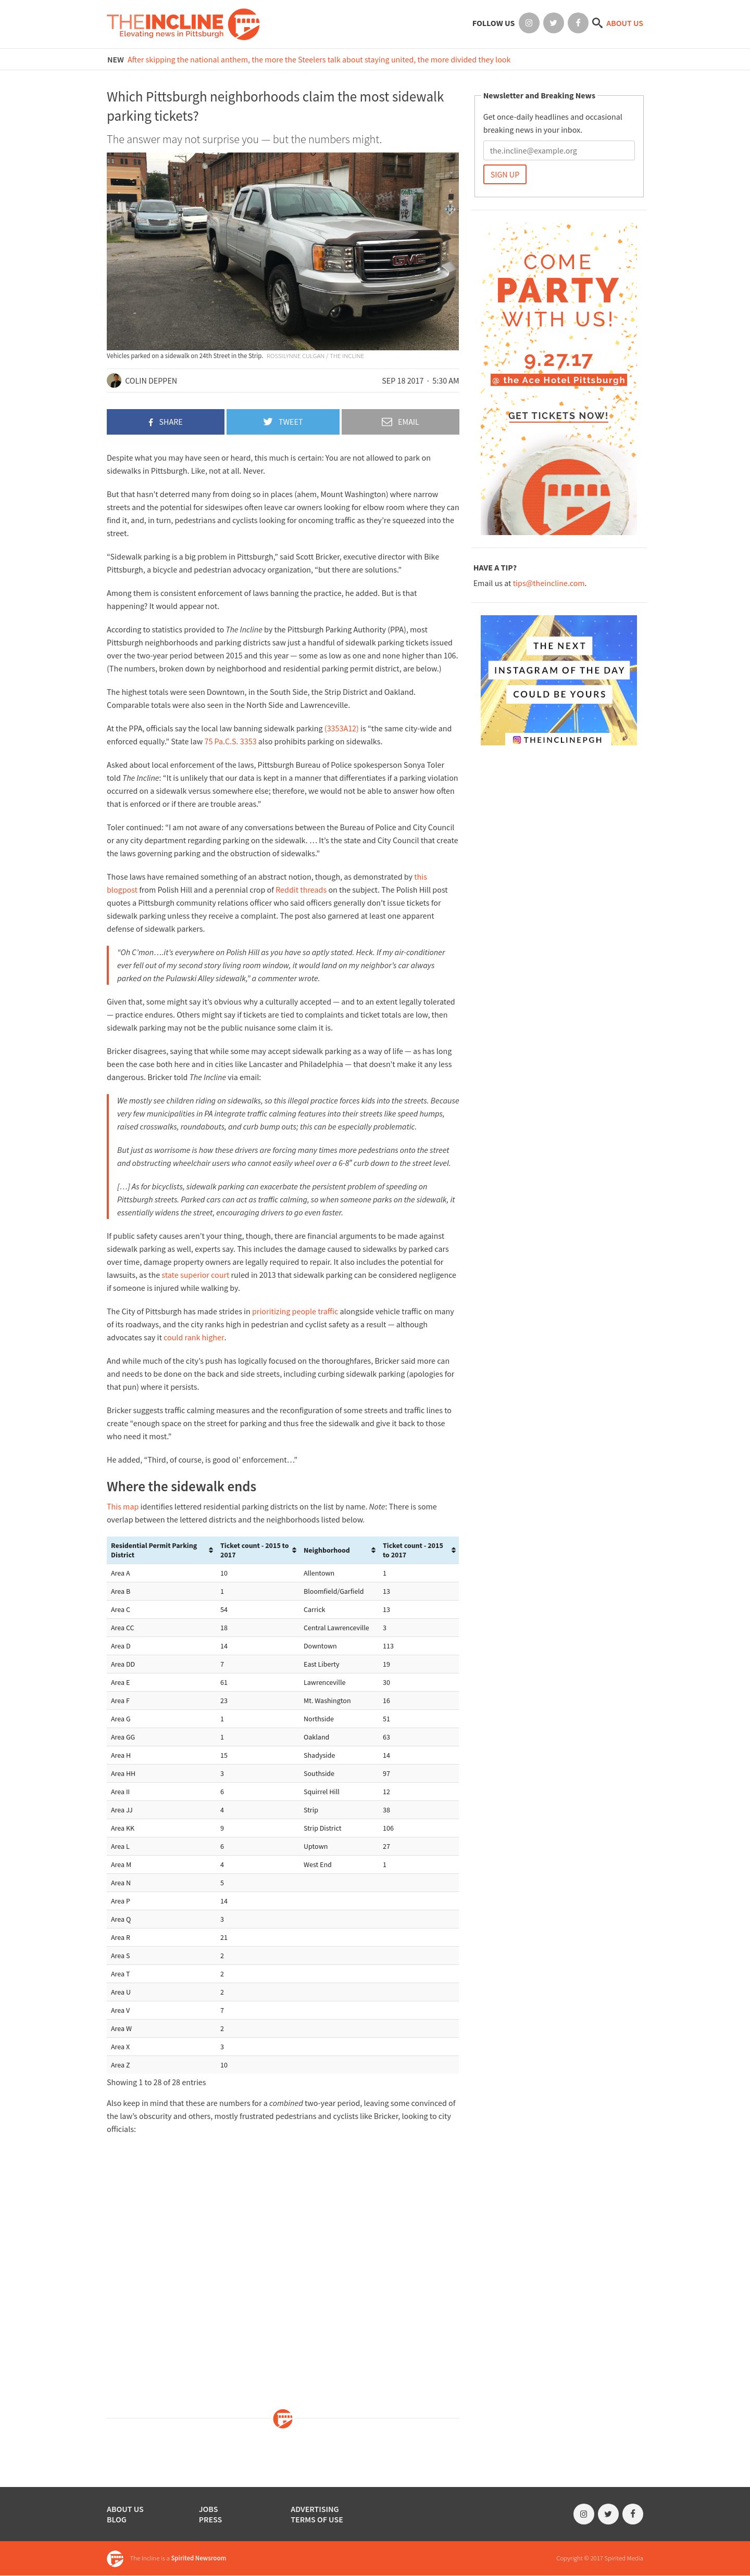 THEINCLINE
Elevating news in Pittsburgh
FOLLOW US
ABOUT US
NEW After skipping the national anthem, the more the Steelers talk about staying united, the more divided they look
Which Pittsburgh neighborhoods claim the most sidewalk
parking tickets?
The answer may not surprise you — but the numbers might.
GMC
Vehicles parked on a sidewalk on 24th Street in the Strip. ROSSILYNNE CULGAN / THE INCLINE
COLIN DEPPEN
SEP 18 2017 · 5:30 AM
SHARE
TWEET
EMAIL
Despite what you may have seen or heard, this much is certain: You are not allowed to park on
sidewalks in Pittsburgh. Like, not at all. Never.
But that hasn't deterred many from doing so in places (ahem, Mount Washington) where narrow
streets and the potential for sideswipes often leave car owners looking for elbow room where they can
find it, and, in turn, pedestrians and cyclists looking for oncoming traffic as they're squeezed into the
street.
"Sidewalk parking is a big problem in Pittsburgh," said Scott Bricker, executive director with Bike
Pittsburgh, a bicycle and pedestrian advocacy organization, "but there are solutions."
Among them is consistent enforcement of laws banning the practice, he added. But is that
happening? It would appear not.
According to statistics provided to The Incline by the Pittsburgh Parking Authority (PPA), most
Pittsburgh neighborhoods and parking districts saw just a handful of sidewalk parking tickets issued
over the two-year period between 2015 and this year — some as low as one and none higher than 106.
(The numbers, broken down by neighborhood and residential parking permit district, are below.)
The highest totals were seen Downtown, in the South Side, the Strip District and Oakland.
Comparable totals were also seen in the North Side and Lawrenceville.
At the PPA, officials say the local law banning sidewalk parking (3353A12) is "the same city-wide and
enforced equally." State law 75 Pa.C.S. 3353 also prohibits parking on sidewalks.
Asked about local enforcement of the laws, Pittsburgh Bureau of Police spokesperson Sonya Toler
told The Incline: "It is unlikely that our data is kept in a manner that differentiates if a parking violation
occurred on a sidewalk versus somewhere else; therefore, we would not be able to answer how often
that is enforced or if there are trouble areas."
Toler continued: "I am not aware of any conversations between the Bureau of Police and City Council
or any city department regarding parking on the sidewalk. … It's the state and City Council that create
the laws governing parking and the obstruction of sidewalks."
Those laws have remained something of an abstract notion, though, as demonstrated by this
blogpost from Polish Hill and a perennial crop of Reddit threads on the subject. The Polish Hill post
quotes a Pittsburgh community relations officer who said officers generally don't issue tickets for
sidewalk parking unless they receive a complaint. The post also garnered at least one apparent
defense of sidewalk parkers.
"Oh C'mon….it's everywhere on Polish Hill as you have so aptly stated. Heck. If my air-conditioner
ever fell out of my second story living room window, it would land on my neighbor's car always
parked on the Pulawski Alley sidewalk," a commenter wrote.
Given that, some might say it's obvious why a culturally accepted — and to an extent legally tolerated
— practice endures. Others might say if tickets are tied to complaints and ticket totals are low, then
sidewalk parking may not be the public nuisance some claim it is.
Bricker disagrees, saying that while some may accept sidewalk parking as a way of life — as has long
been the case both here and in cities like Lancaster and Philadelphia — that doesn't make it any less
dangerous. Bricker told The Incline via email:
We mostly see children riding on sidewalks, so this illegal practice forces kids into the streets. Because
very few municipalities in PA integrate traffic calming features into their streets like speed humps,
raised crosswalks, roundabouts, and curb bump outs; this can be especially problematic.
But just as worrisome is how these drivers are forcing many times more pedestrians onto the street
and obstructing wheelchair users who cannot easily wheel over a 6-8″ curb down to the street level.
[…] As for bicyclists, sidewalk parking can exacerbate the persistent problem of speeding on
Pittsburgh streets. Parked cars can act as traffic calming, so when someone parks on the sidewalk, it
essentially widens the street, encouraging drivers to go even faster.
If public safety causes aren't your thing, though, there are financial arguments to be made against
sidewalk parking as well, experts say. This includes the damage caused to sidewalks by parked cars
over time, damage property owners are legally required to repair. It also includes the potential for
lawsuits, as the state superior court ruled in 2013 that sidewalk parking can be considered negligence
if someone is injured while walking by.
The City of Pittsburgh has made strides in prioritizing people traffic alongside vehicle traffic on many
of its roadways, and the city ranks high in pedestrian and cyclist safety as a result — although
advocates say it could rank higher.
And while much of the city's push has logically focused on the thoroughfares, Bricker said more can
and needs to be done on the back and side streets, including curbing sidewalk parking (apologies for
that pun) where it persists.
Bricker suggests traffic calming measures and the reconfiguration of some streets and traffic lines to
create "enough space on the street for parking and thus free the sidewalk and give it back to those
who need it most."
He added, "Third, of course, is good ol' enforcement…"
Where the sidewalk ends
This map identifies lettered residential parking districts on the list by name. Note: There is some
overlap between the lettered districts and the neighborhoods listed below.
Residential Permit Parking District Ticket count - 2015 to 2017 Neighborhood Ticket count - 2015 to 2017
Area A 10 Allentown 1
Area B 1 Bloomfield/Garfield 13
Area C 54 Carrick 13
Area CC 18 Central Lawrenceville 3
Area D 14 Downtown 113
Area DD 7 East Liberty 19
Area E 61 Lawrenceville 30
Area F 23 Mt. Washington 16
Area G 1 Northside 51
Area GG 1 Oakland 63
Area H 15 Shadyside 14
Area HH 3 Southside 97
Area II 6 Squirrel Hill 12
Area JJ 4 Strip 38
Area KK 9 Strip District 106
Area L 6 Uptown 27
Area M 4 West End 1
Area N 5
Area P 14
Area Q 3
Area R 21
Area S 2
Area T 2
Area U 2
Area V 7
Area W 2
Area X 3
Area Z 10
Showing 1 to 28 of 28 entries
Also keep in mind that these are numbers for a combined two-year period, leaving some convinced of
the law's obscurity and others, mostly frustrated pedestrians and cyclists like Bricker, looking to city
officials:
Newsletter and Breaking News
Get once-daily headlines and occasional
breaking news in your inbox.
the.incline@example.org
SIGN UP
COME
PARTY
WITH US!
9.27.17
@ the Ace Hotel Pittsburgh
GET TICKETS NOW!
HAVE A TIP?
Email us at tips@theincline.com.
THE NEXT
INSTAGRAM OF THE DAY
COULD BE YOURS
THEINCLINEPGH
ABOUT US
JOBS
ADVERTISING
BLOG
PRESS
TERMS OF USE
The Incline is a Spirited Newsroom
Copyright © 2017 Spirited Media